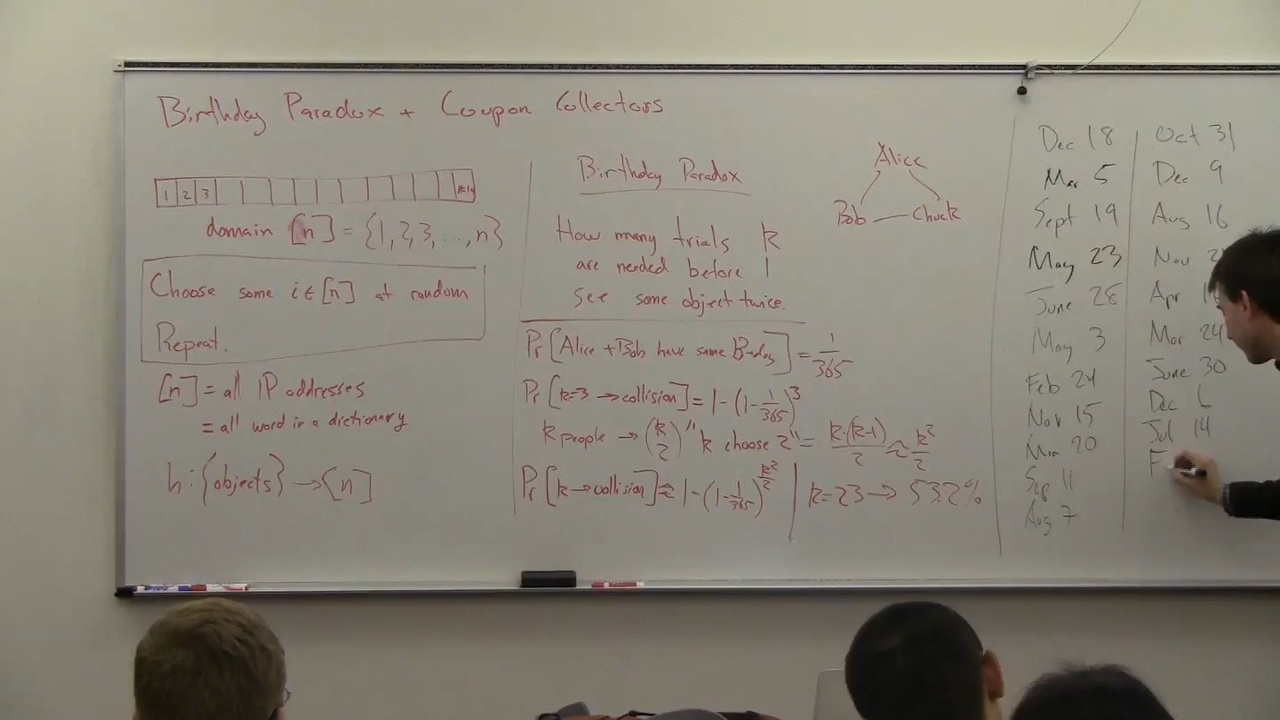 Birthday Paradox + Coupon Collectors
1 2 3
domain [n] = {1, 2, 3, ..., n}
Choose some i ∈ [n] at random
Repeat.
[n] = all IP addresses
= all word in a dictionary
h: {objects} → [n]
Birthday Paradox
How many trials k
are needed before I
see some object twice.
Pr[Alice + Bob have same B-day] = 1/365
Pr[k=3 → collision] = 1-(1-1/365)^3
k people → (k 2) "k choose 2" = k·(k-1)/2 ≈ k²/2
Pr[k → collision] ≈ 1-(1-1/365)^(k²/2)
k=23 → 53.2%
Alice
Bob — Chuck
Dec 18
Mar 5
Sept 19
May 23
June 28
May 3
Feb 24
Nov 15
Mar 20
Sep 11
Aug 7
Oct 31
Dec 9
Aug 16
Nov
Apr
Mar 24
June 30
Dec 6
Jul 14
F